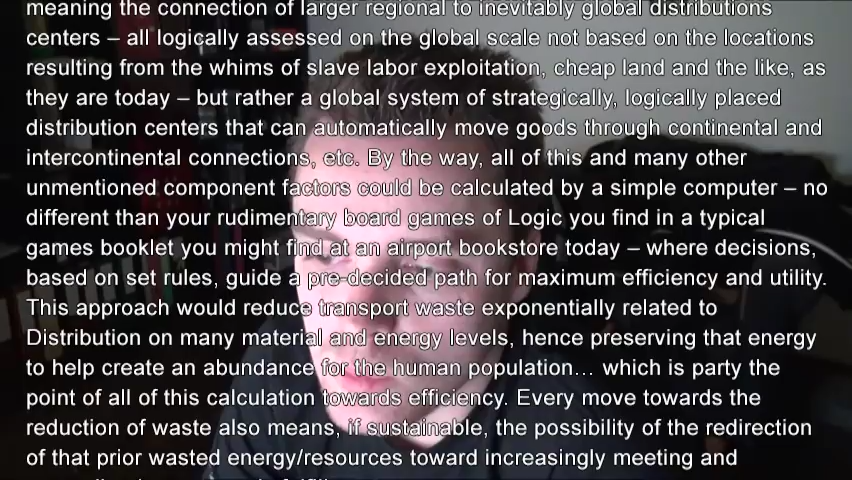 meaning the connection of larger regional to inevitably global distributions
centers – all logically assessed on the global scale not based on the locations
resulting from the whims of slave labor exploitation, cheap land and the like, as
they are today – but rather a global system of strategically, logically placed
distribution centers that can automatically move goods through continental and
intercontinental connections, etc. By the way, all of this and many other
unmentioned component factors could be calculated by a simple computer – no
different than your rudimentary board games of Logic you find in a typical
games booklet you might find at an airport bookstore today – where decisions,
based on set rules, guide a pre-decided path for maximum efficiency and utility.
This approach would reduce transport waste exponentially related to
Distribution on many material and energy levels, hence preserving that energy
to help create an abundance for the human population… which is party the
point of all of this calculation towards efficiency. Every move towards the
reduction of waste also means, if sustainable, the possibility of the redirection
of that prior wasted energy/resources toward increasingly meeting and